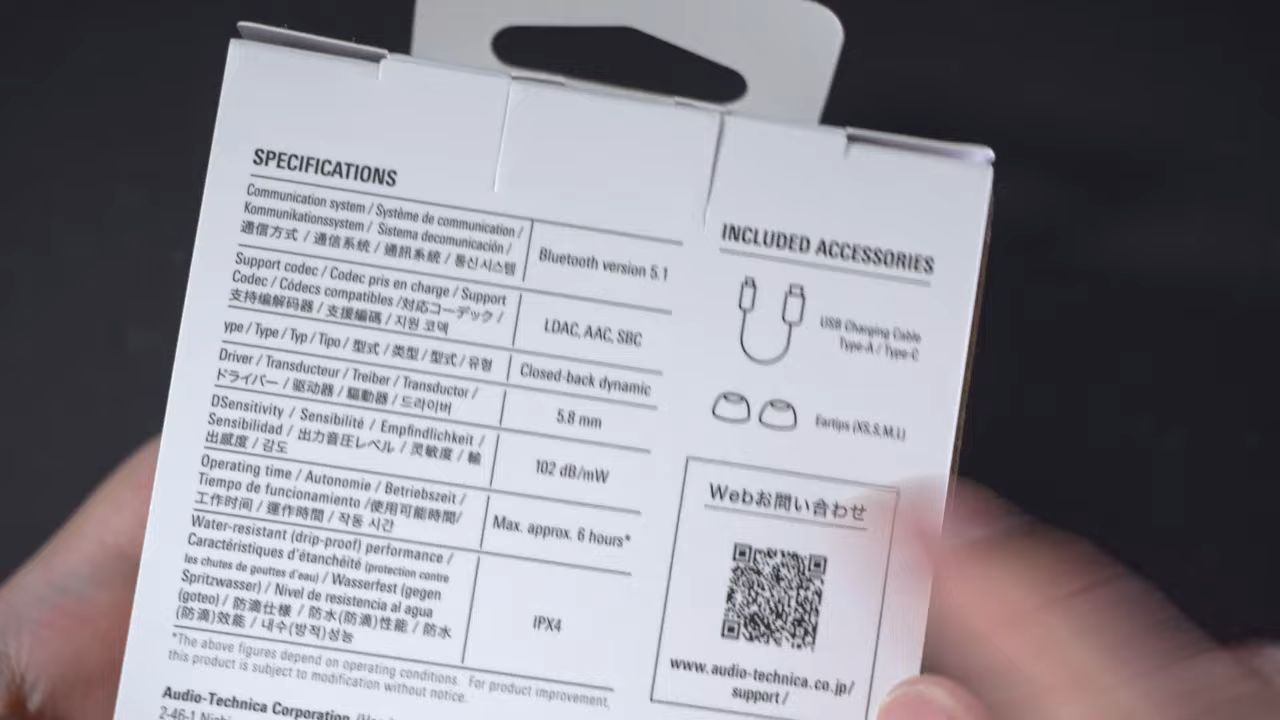 SPECIFICATIONS
Communication system / Système de communication /
Kommunikationssystem / Sistema decomunicación /
通信方式 / 通信系統 / 通訊系統 / 통신 시스템
Bluetooth version 5.1
Support codec / Codec pris en charge / Support
Codec / Códecs compatibles /対応コーデック /
支持编解码器 / 支援編碼 / 지원 코덱
LDAC, AAC, SBC
ype / Type / Typ / Tipo / 型式 / 类型 / 型式 / 유형
Closed-back dynamic
Driver / Transducteur / Treiber / Transductor /
ドライバー / 驱动器 / 驅動器 / 드라이버
5.8 mm
DSensitivity / Sensibilité / Empfindlichkeit /
Sensibilidad / 出力音圧レベル / 灵敏度 / 輸
出感度 / 감도
102 dB/mW
Operating time / Autonomie / Betriebszeit /
Tiempo de funcionamiento /使用可能時間/
工作时间 / 運作時間 / 작동 시간
Max. approx. 6 hours*
Water-resistant (drip-proof) performance /
Caractéristiques d'étanchéité (protection contre
les chutes de gouttes d'eau) / Wasserfest (gegen
Spritzwasser) / Nivel de resistencia al agua
(goteo) / 防滴仕様 / 防水(防滴)性能 / 防水
(防滴)效能 / 내수(방적)성능
IPX4
*The above figures depend on operating conditions. For product improvement,
this product is subject to modification without notice.
Audio-Technica Corporation
2-46-1
INCLUDED ACCESSORIES
USB Charging Cable
Type-A / Type-C
Eartips (XS,S,M,L)
Webお問い合わせ
www.audio-technica.co.jp/
support/